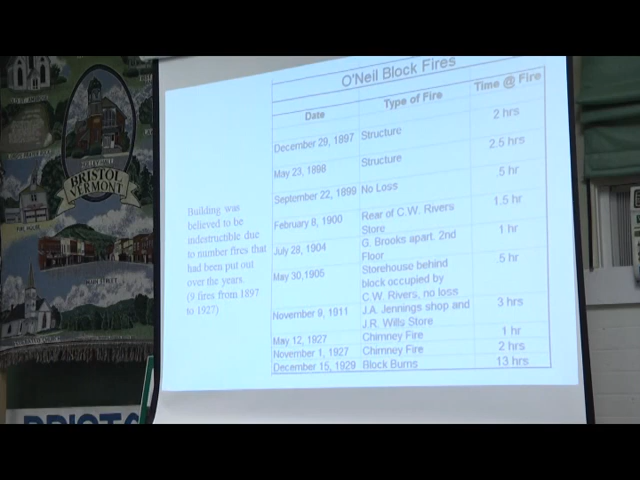 O'Neil Block Fires
Date Type of Fire Time @ Fire
December 29, 1897 Structure 2 hrs
May 23, 1898 Structure 2.5 hrs
September 22, 1899 No Loss .5 hr
February 8, 1900 Rear of C.W. Rivers Store 1.5 hr
July 28, 1904 G. Brooks apart. 2nd Floor 1 hr
May 30,1905 Storehouse behind block occupied by C.W. Rivers, no loss .5 hr
November 9, 1911 J.A. Jennings shop and J.R. Wills Store 3 hrs
May 12, 1927 Chimney Fire 1 hr
November 1, 1927 Chimney Fire 2 hrs
December 15, 1929 Block Burns 13 hrs
Building was
believed to be
indestructible due
to number fires that
had been put out
over the years.
(9 fires from 1897
to 1927)
BRISTOL
VERMONT
MAIN STREET